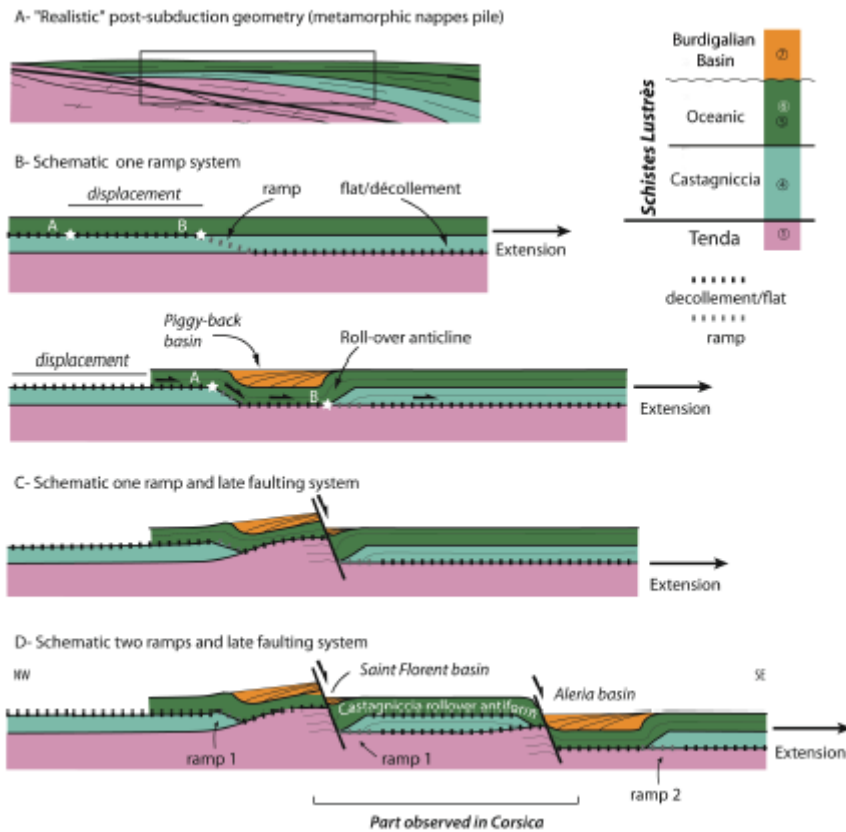 A- "Realistic" post-subduction geometry (metamorphic nappes pile)
B- Schematic one ramp system
displacement
ramp
flat/décollement
A
B
Extension
Piggy-back
basin
Roll-over anticline
displacement
A
B
Extension
C- Schematic one ramp and late faulting system
Extension
D- Schematic two ramps and late faulting system
NW
Saint Florent basin
Aleria basin
SE
Castagniccia rollover antiform
Extension
ramp 1
ramp 1
ramp 2
Part observed in Corsica
Schistes Lustrès
Burdigalian
Basin
⑦
Oceanic
⑥
⑤
Castagniccia
④
Tenda
decollement/flat
ramp